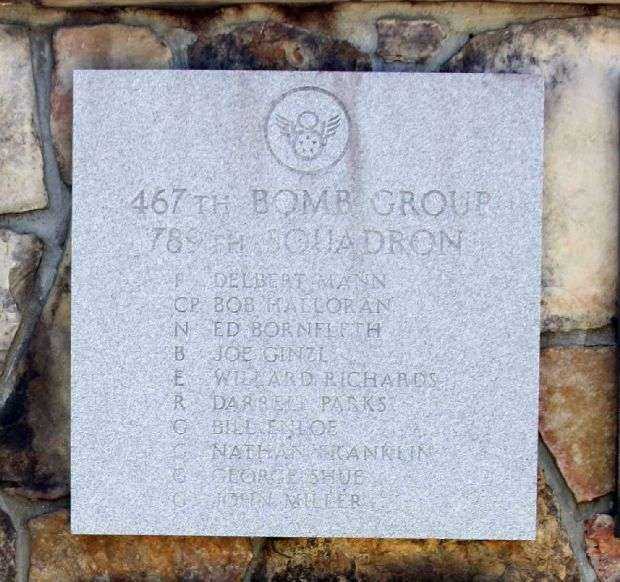 467TH BOMB GROUP
789TH SQUADRON
P DELBERT MANN
CP BOB HALLORAN
N ED BORNFLETH
B JOE GINZL
E WILLARD RICHARDS
R DARRELL PARKS
G BILL ENLOE
G NATHAN FRANKLIN
G GEORGE SHUE
G JOHN MILLER